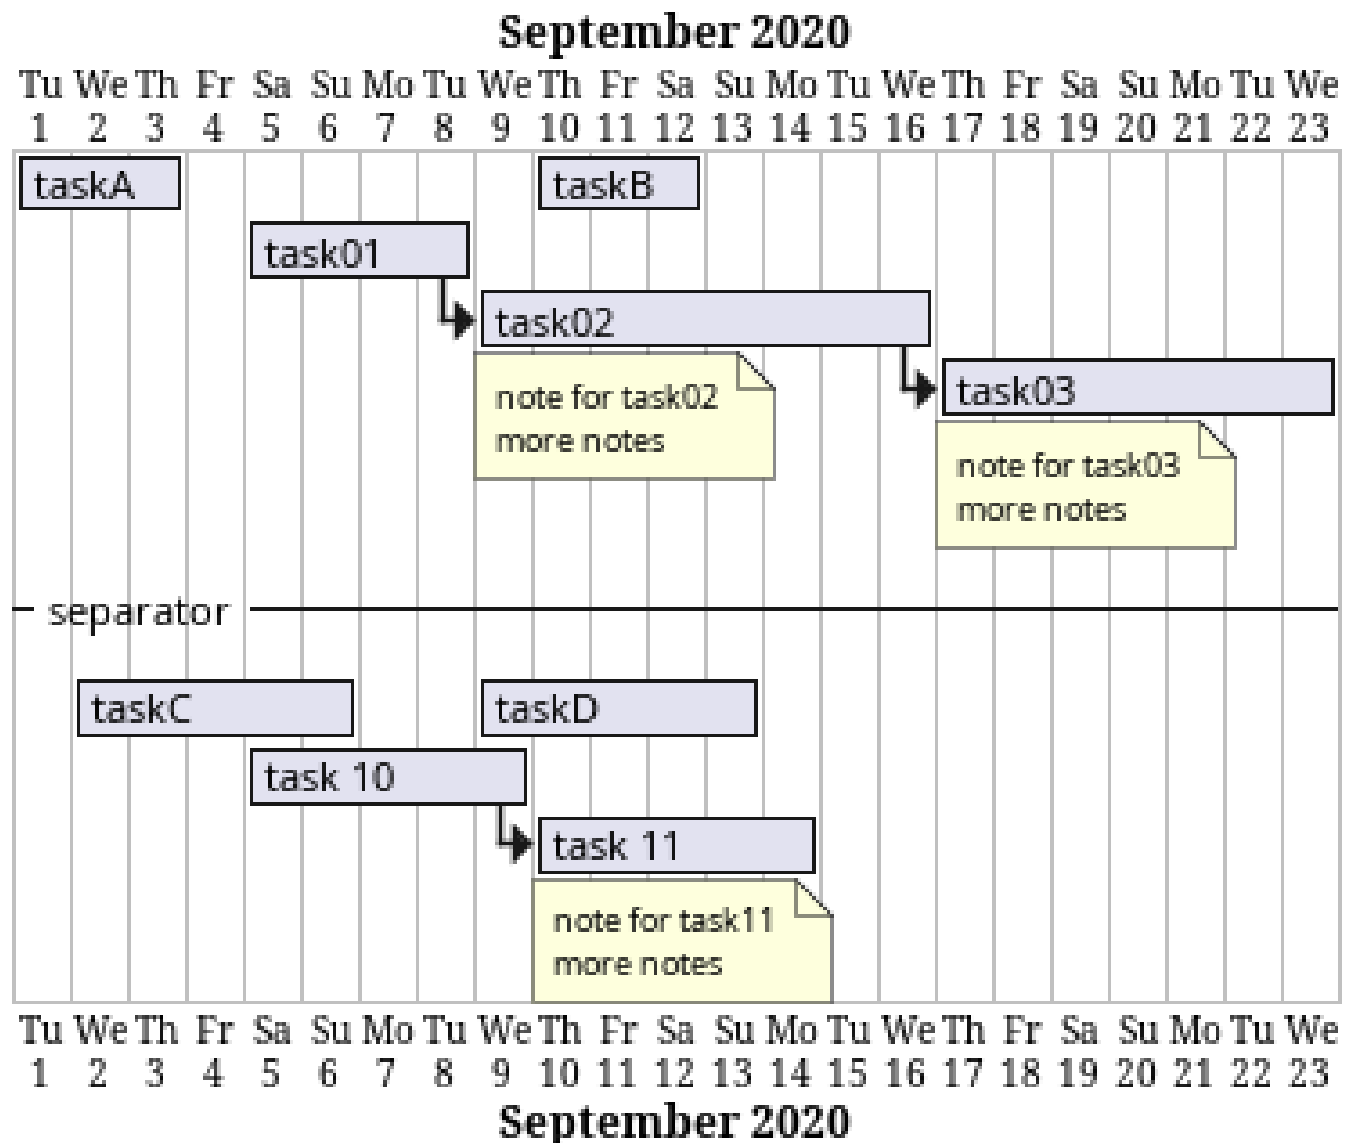 September 2020
Tu We Th Fr Sa Su Mo Tu We Th Fr Sa Su Mo Tu We Th Fr Sa Su Mo Tu We
1 2 3 4 5 6 7 8 9 10 11 12 13 14 15 16 17 18 19 20 21 22 23
taskA taskB
task01
task02
note for task02
more notes
task03
note for task03
more notes
separator
taskC taskD
task 10
task 11
note for task11
more notes
Tu We Th Fr Sa Su Mo Tu We Th Fr Sa Su Mo Tu We Th Fr Sa Su Mo Tu We
1 2 3 4 5 6 7 8 9 10 11 12 13 14 15 16 17 18 19 20 21 22 23
September 2020